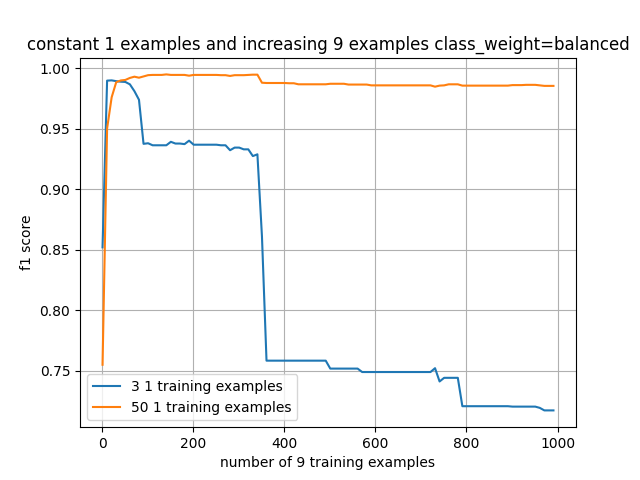 constant 1 examples and increasing 9 examples class_weight=balanced
1.00
0.95
0.90
0.85
0.80
0.75
f1 score
3 1 training examples
50 1 training examples
0 200 400 600 800 1000
number of 9 training examples